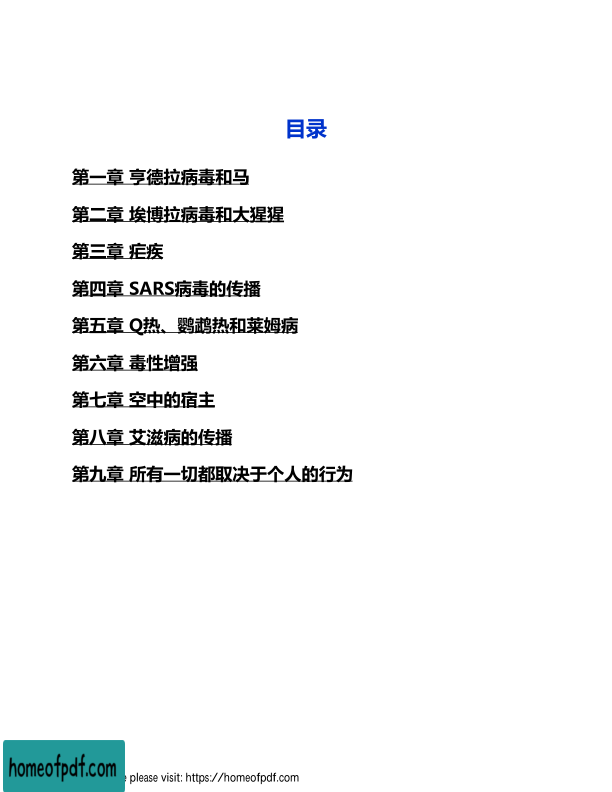 目录
第一章 亨德拉病毒和马
第二章 埃博拉病毒和大猩猩
第三章 疟疾
第四章 SARS病毒的传播
第五章 Q热、鹦鹉热和莱姆病
第六章 毒性增强
第七章 空中的宿主
第八章 艾滋病的传播
第九章 所有一切都取决于个人的行为
homeofpdf.com
please visit: https://homeofpdf.com